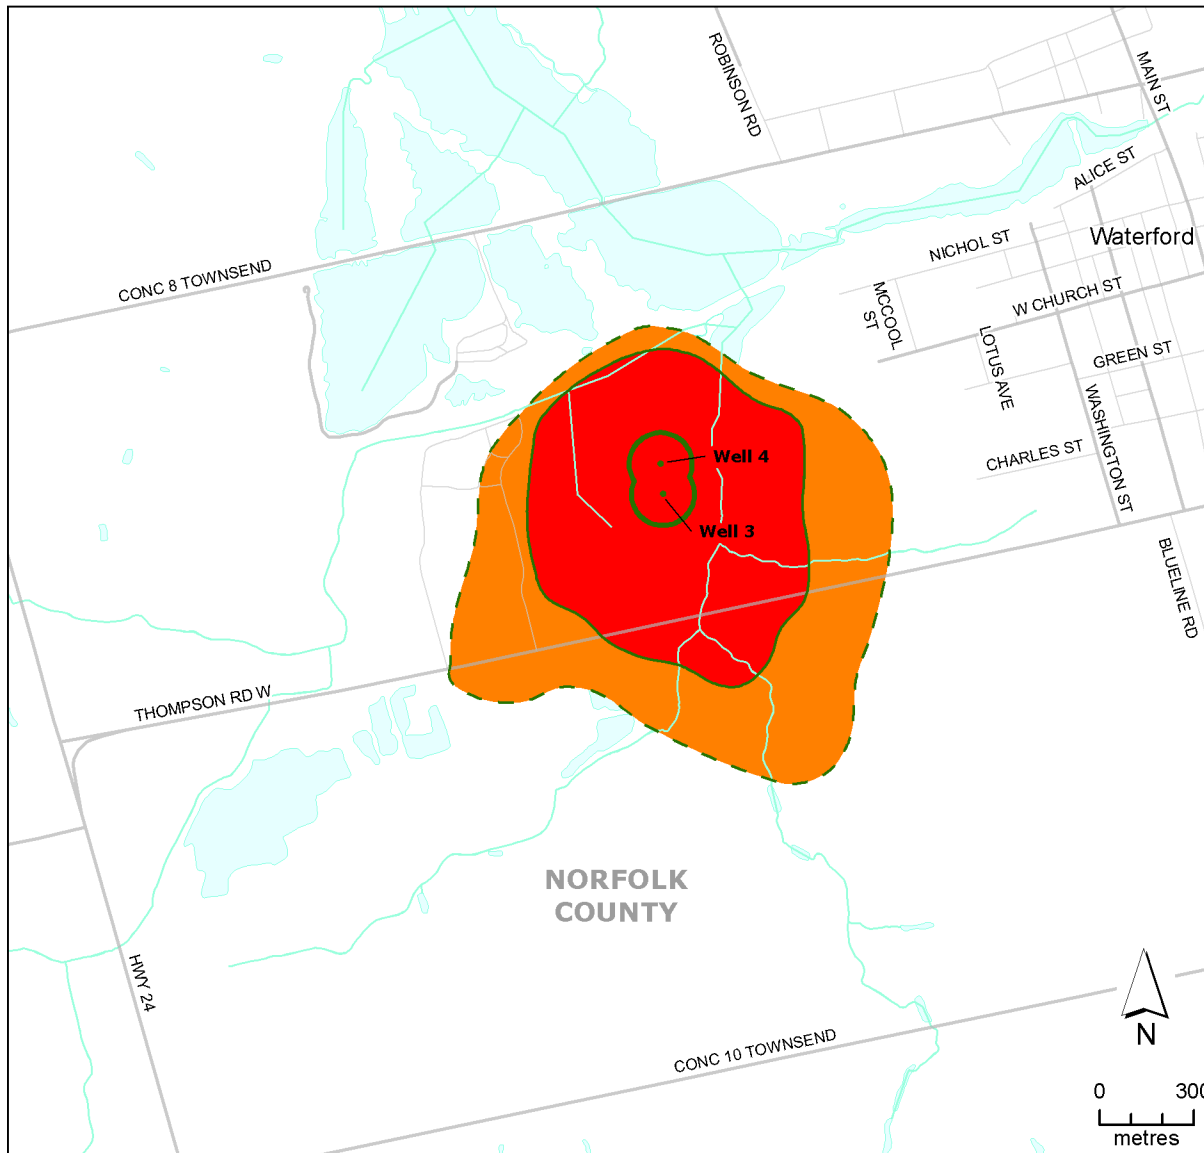 ROBINSON RD
MAIN ST
ALICE ST
Waterford
NICHOL ST
CONC 8 TOWNSEND
W CHURCH ST
MCCOOL
ST
LOTUS AVE
GREEN ST
WASHINGTON ST
CHARLES ST
Well 4
Well 3
BLUELINE RD
THOMPSON RD W
NORFOLK
COUNTY
HWY 24
CONC 10 TOWNSEND
N
0 300
metres